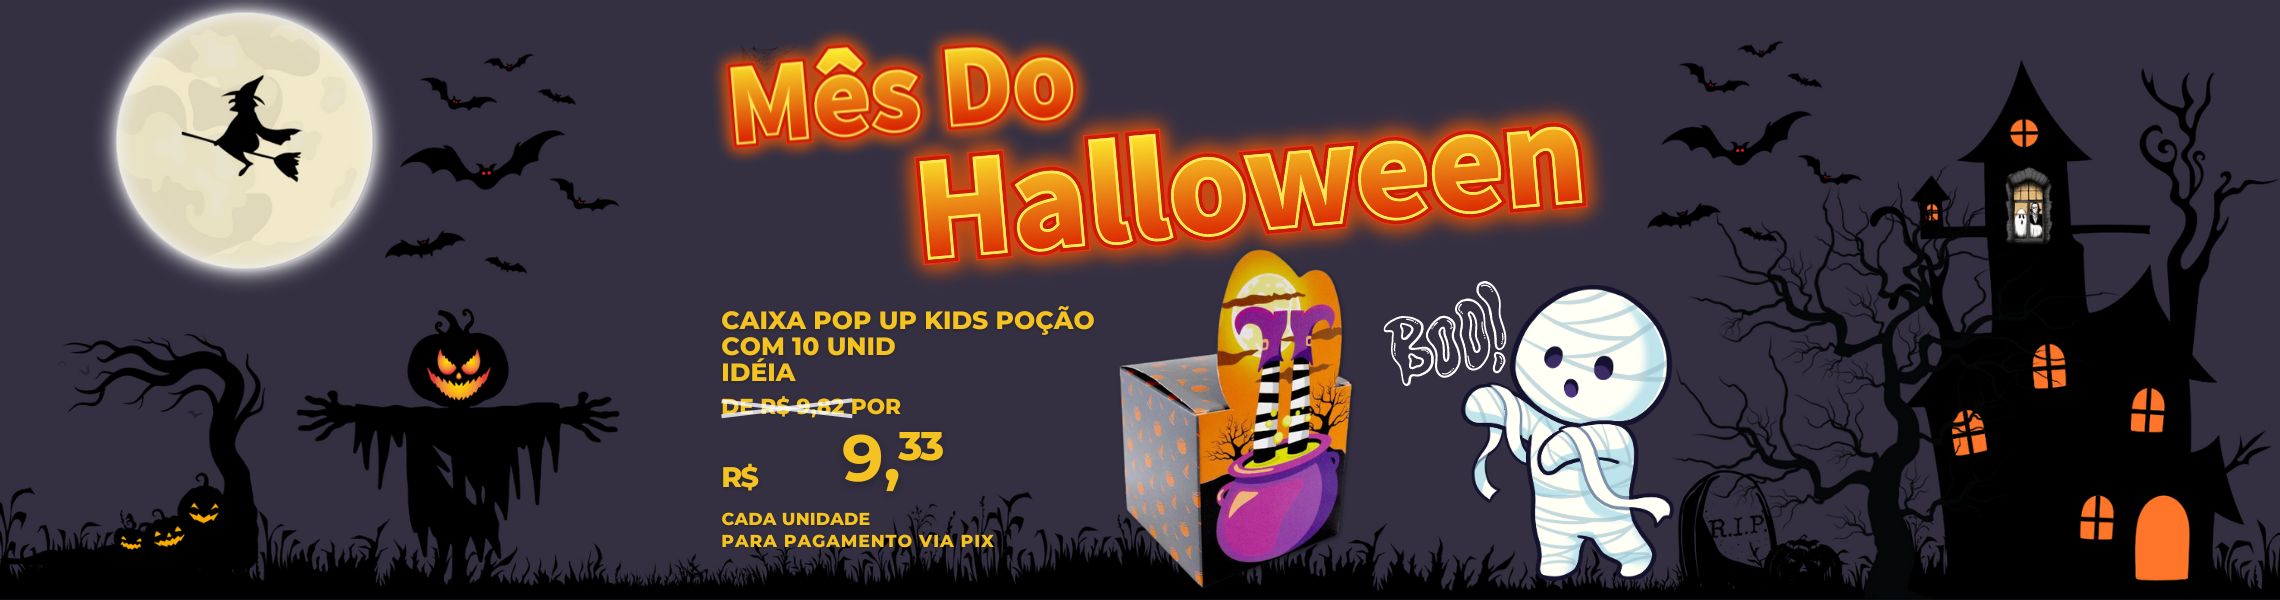 Mês Do
Halloween
CAIXA POP UP KIDS POÇÃO
COM 10 UNID
IDÉIA
DE R$ 9,82 POR
R$ 9,33
CADA UNIDADE
PARA PAGAMENTO VIA PIX
BOO!
R.I.P